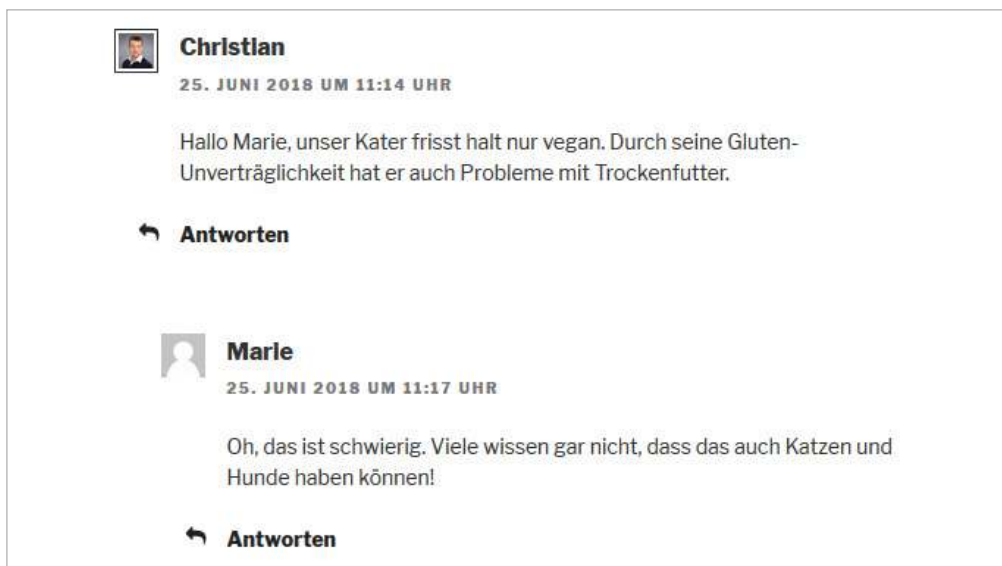 Christian
25. JUNI 2018 UM 11:14 UHR
Hallo Marie, unser Kater frisst halt nur vegan. Durch seine Gluten-
Unverträglichkeit hat er auch Probleme mit Trockenfutter.
Antworten
Marie
25. JUNI 2018 UM 11:17 UHR
Oh, das ist schwierig. Viele wissen gar nicht, dass das auch Katzen und
Hunde haben können!
Antworten